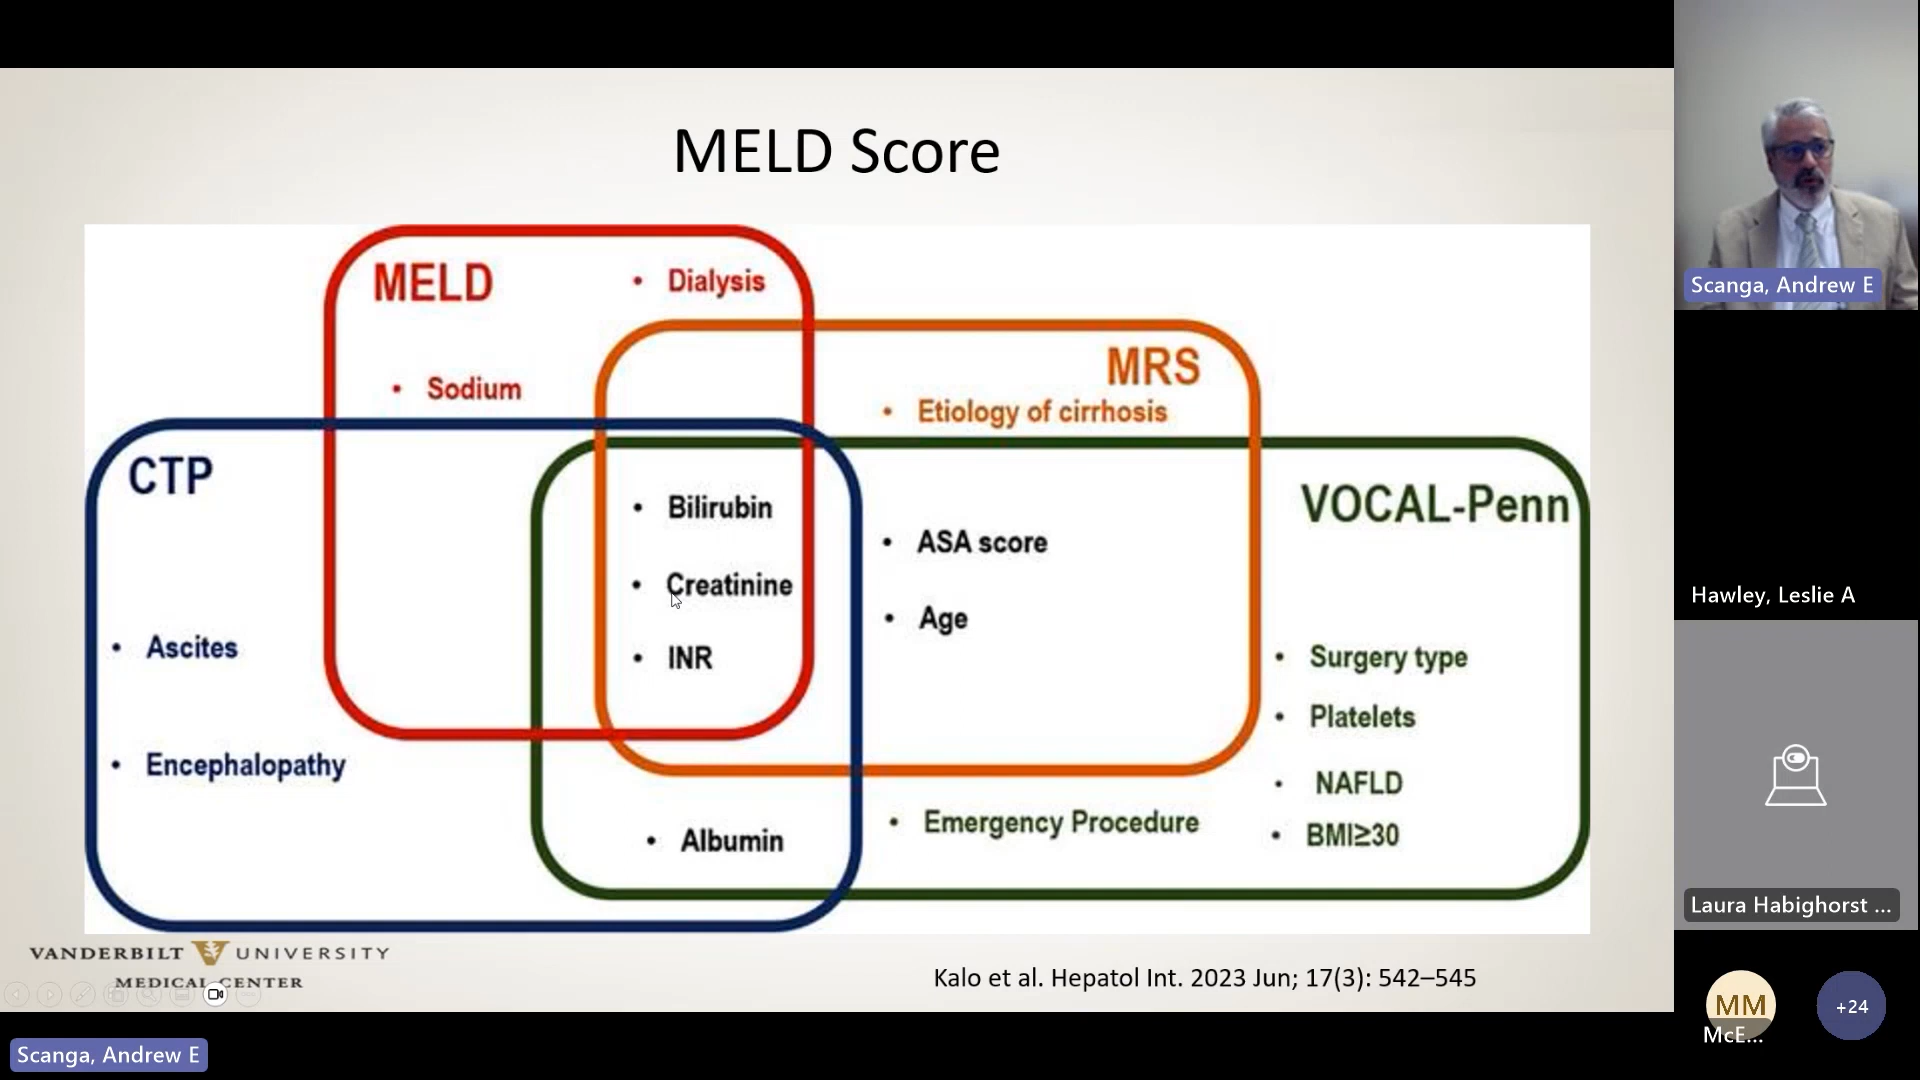 MELD Score
MELD
• Dialysis
• Sodium
MRS
• Etiology of cirrhosis
CTP
VOCAL-Penn
• Bilirubin
• Creatinine
• INR
• ASA score
• Age
• Ascites
• Encephalopathy
• Surgery type
• Platelets
• NAFLD
• BMI≥30
• Albumin
• Emergency Procedure
VANDERBILT UNIVERSITY
MEDICAL CENTER
Kalo et al. Hepatol Int. 2023 Jun; 17(3): 542–545
Scanga, Andrew E
Scanga, Andrew E
Hawley, Leslie A
Laura Habighorst ...
MM
McE...
+24